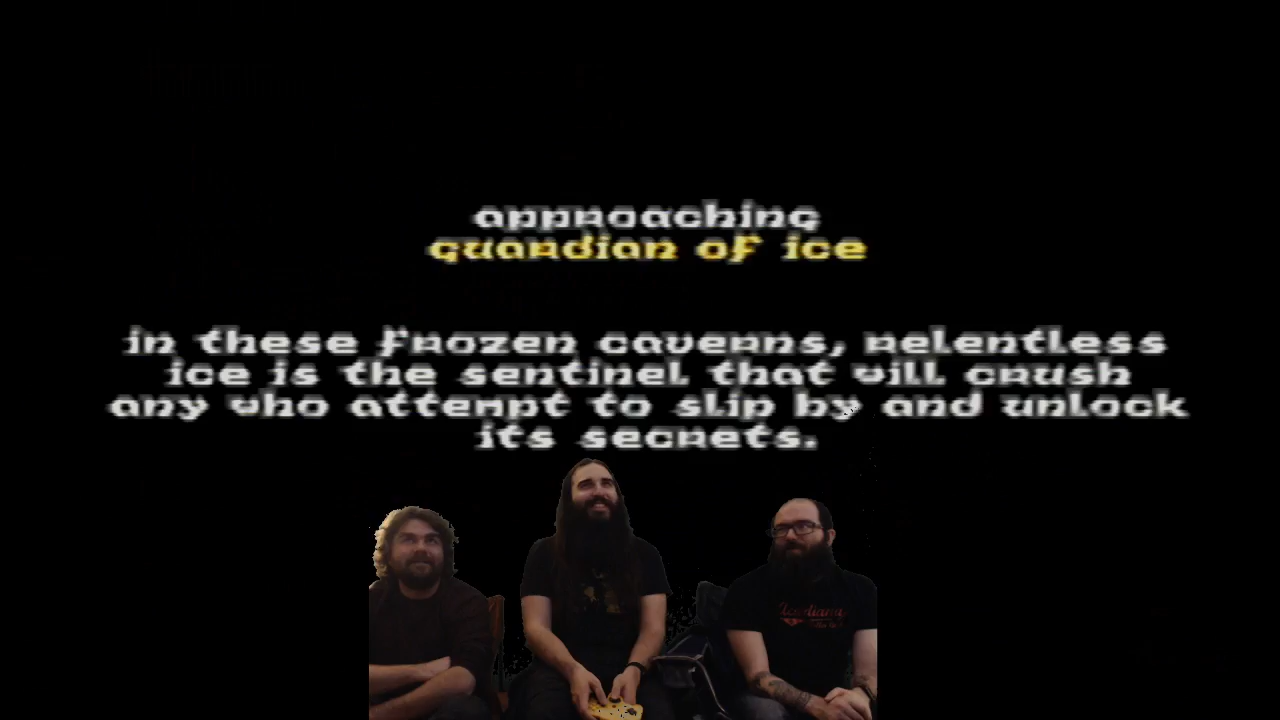 approaching
guardian of ice
in these frozen caverns, relentless
ice is the sentinel that will crush
any who attempt to slip by and unlock
its secrets.
Acadiana